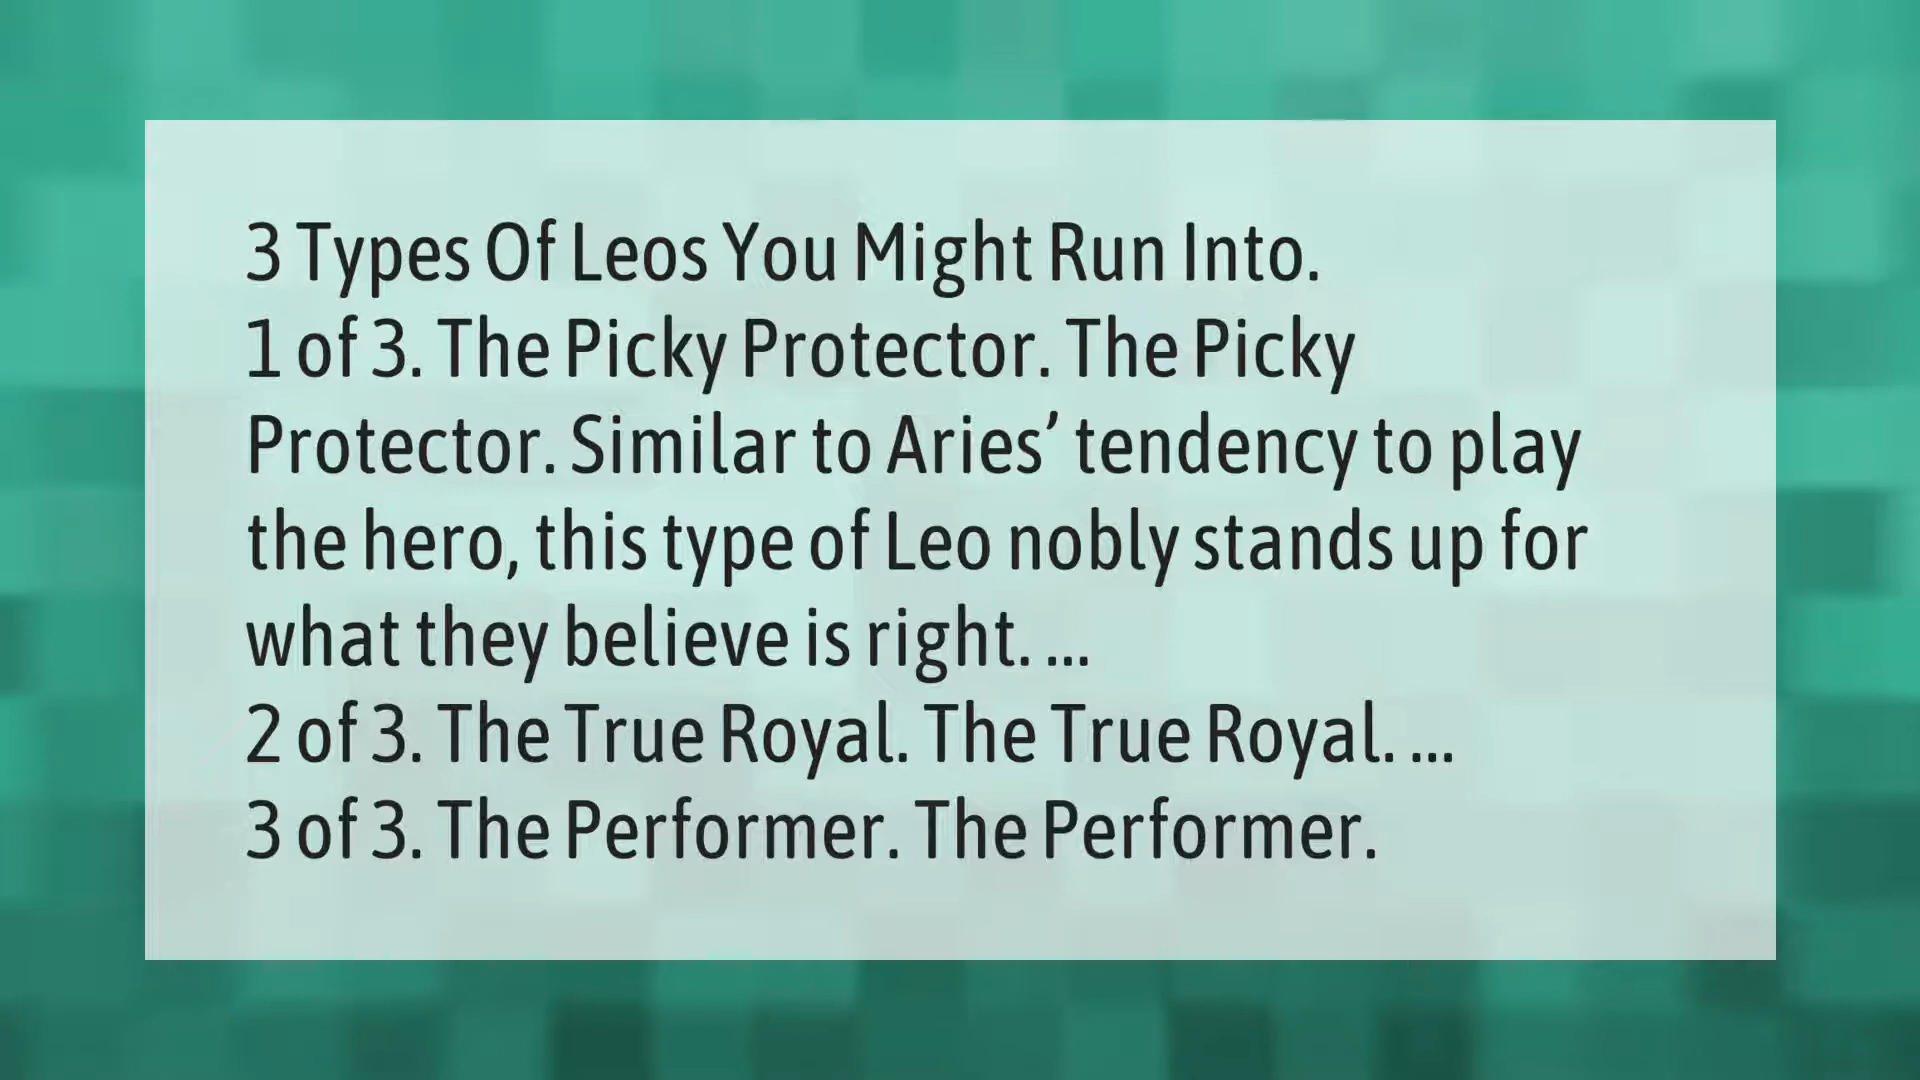 3 Types Of Leos You Might Run Into.
1 of 3. The Picky Protector. The Picky
Protector. Similar to Aries’ tendency to play
the hero, this type of Leo nobly stands up for
what they believe is right. ...
2 of 3. The True Royal. The True Royal. ...
3 of 3. The Performer. The Performer.